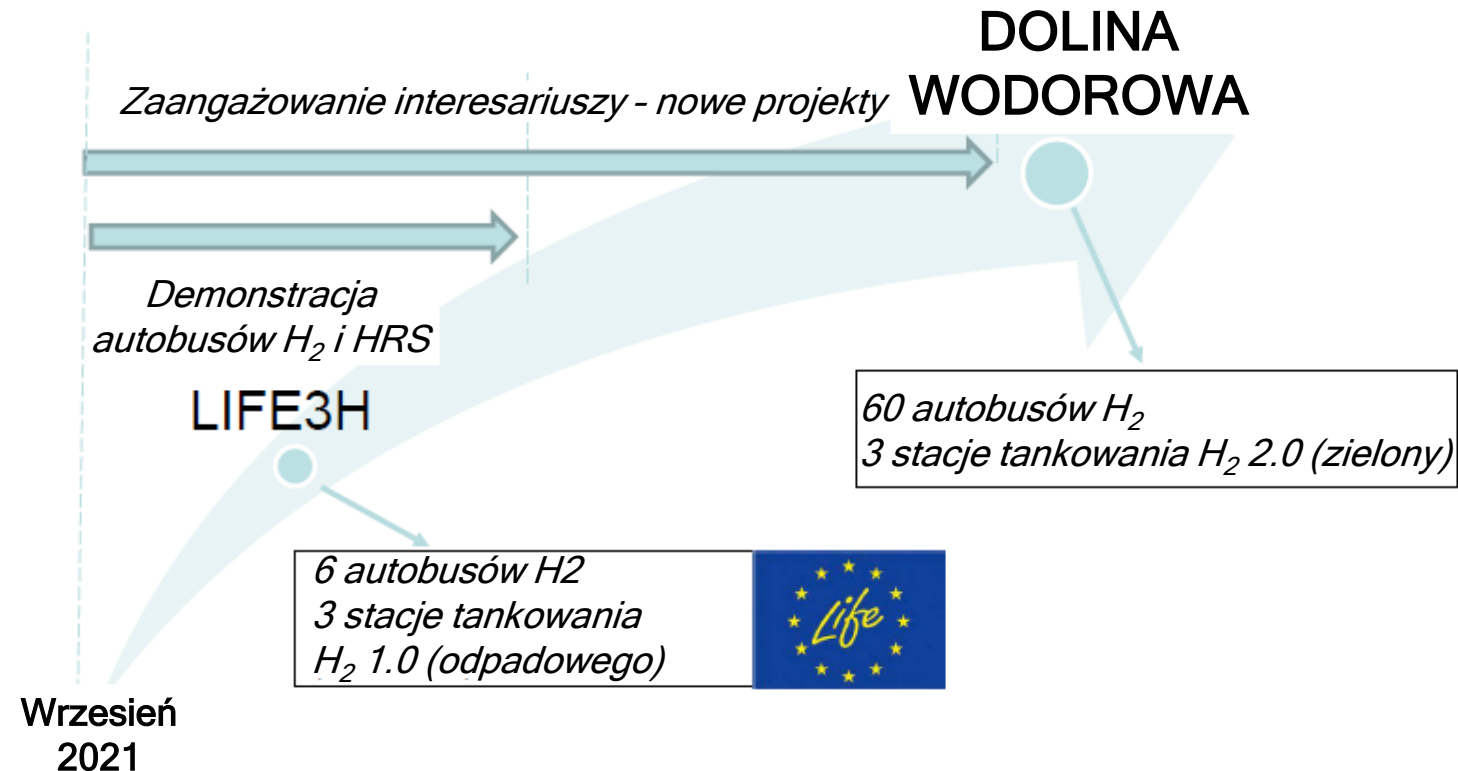 DOLINA
WODOROWA
Zaangażowanie interesariuszy – nowe projekty
Demonstracja
autobusów H₂ i HRS
LIFE3H
60 autobusów H₂
3 stacje tankowania H₂ 2.0 (zielony)
6 autobusów H2
3 stacje tankowania
H₂ 1.0 (odpadowego)
Life
Wrzesień
2021